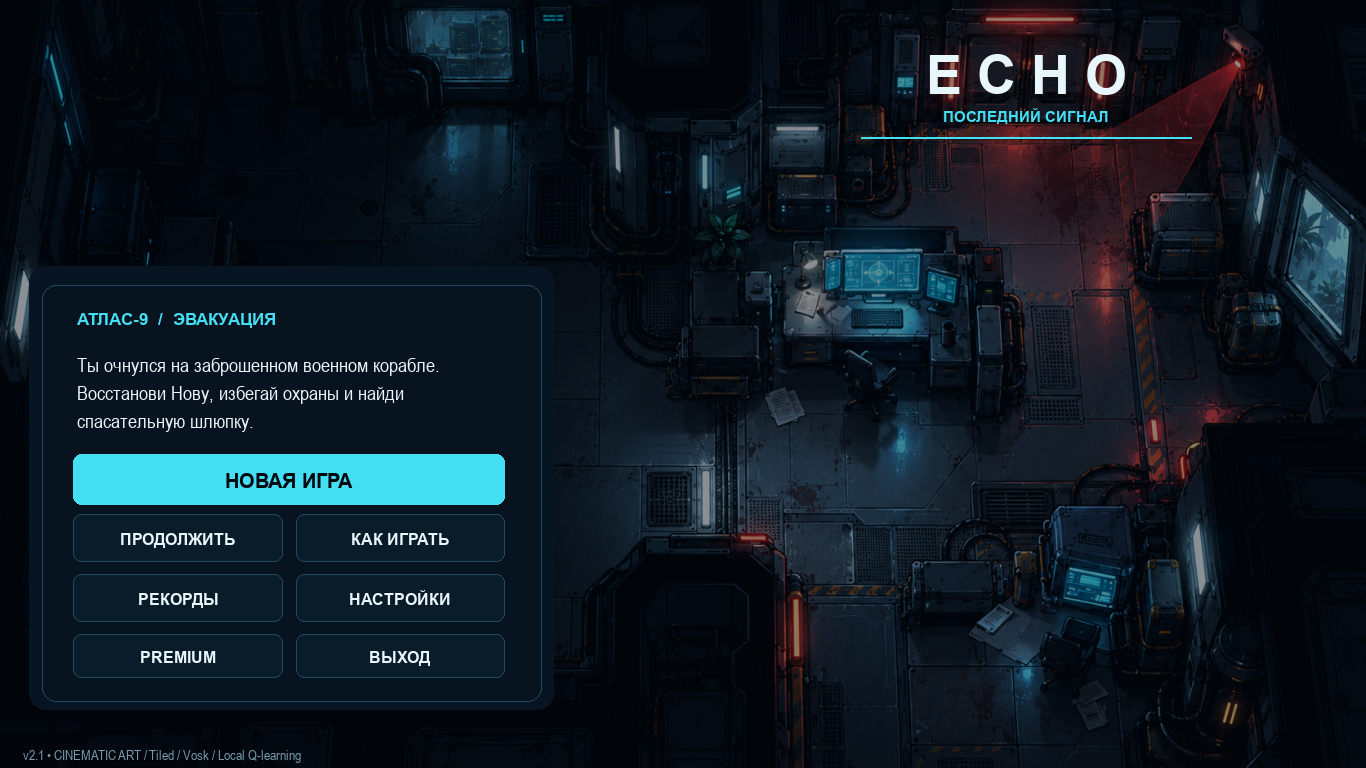 ECHO
ПОСЛЕДНИЙ СИГНАЛ
АТЛАС-9 / ЭВАКУАЦИЯ
Ты очнулся на заброшенном военном корабле.
Восстанови Нову, избегай охраны и найди
спасательную шлюпку.
НОВАЯ ИГРА
ПРОДОЛЖИТЬ
КАК ИГРАТЬ
РЕКОРДЫ
НАСТРОЙКИ
PREMIUM
ВЫХОД
v2.1 • CINEMATIC ART / Tiled / Vosk / Local Q-learning